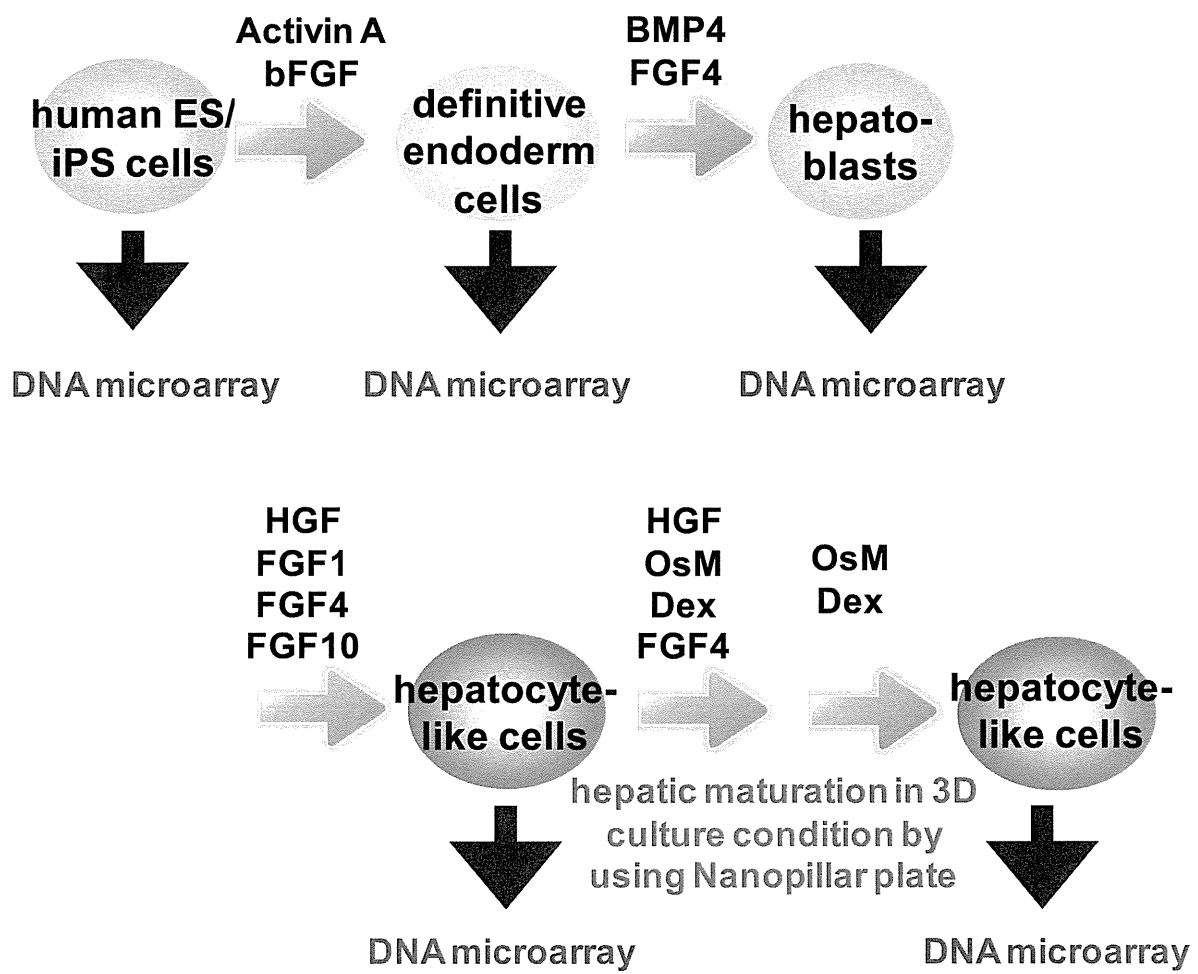 Activin A
bFGF
BMP4
FGF4
human ES/
iPS cells
definitive
endoderm
cells
hepato-
blasts
DNA microarray
DNA microarray
DNA microarray
HGF
FGF1
FGF4
FGF10
HGF
OsM
Dex
FGF4
OsM
Dex
hepatocyte-
like cells
hepatocyte-
like cells
hepatic maturation in 3D
culture condition by
using Nanopillar plate
DNA microarray
DNA microarray